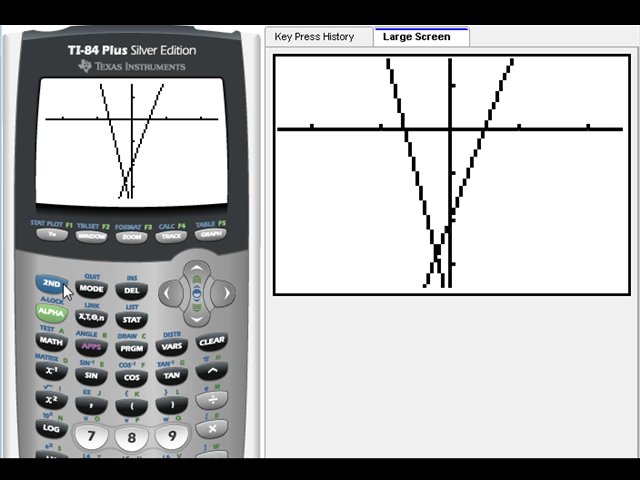 Key Press History
Large Screen
TI-84 Plus Silver Edition
TEXAS INSTRUMENTS
STAT PLOT F1 TBLSET F2 FORMAT F3 CALC F4 TABLE F5
Y= WINDOW ZOOM TRACE GRAPH
QUIT INS
2ND MODE DEL
A-LOCK LINK LIST
ALPHA X,T,θ,n STAT
TEST A ANGLE B DRAW C DISTR
MATH APPS PRGM VARS CLEAR
MATRIX D SIN⁻¹ E COS⁻¹ F TAN⁻¹ G π H
x⁻¹ SIN COS TAN ^
√ I EE J { K } L e M
x² , ( ) ÷
10ˣ N u O v P w Q [ R
LOG 7 8 9 ×
eˣ S